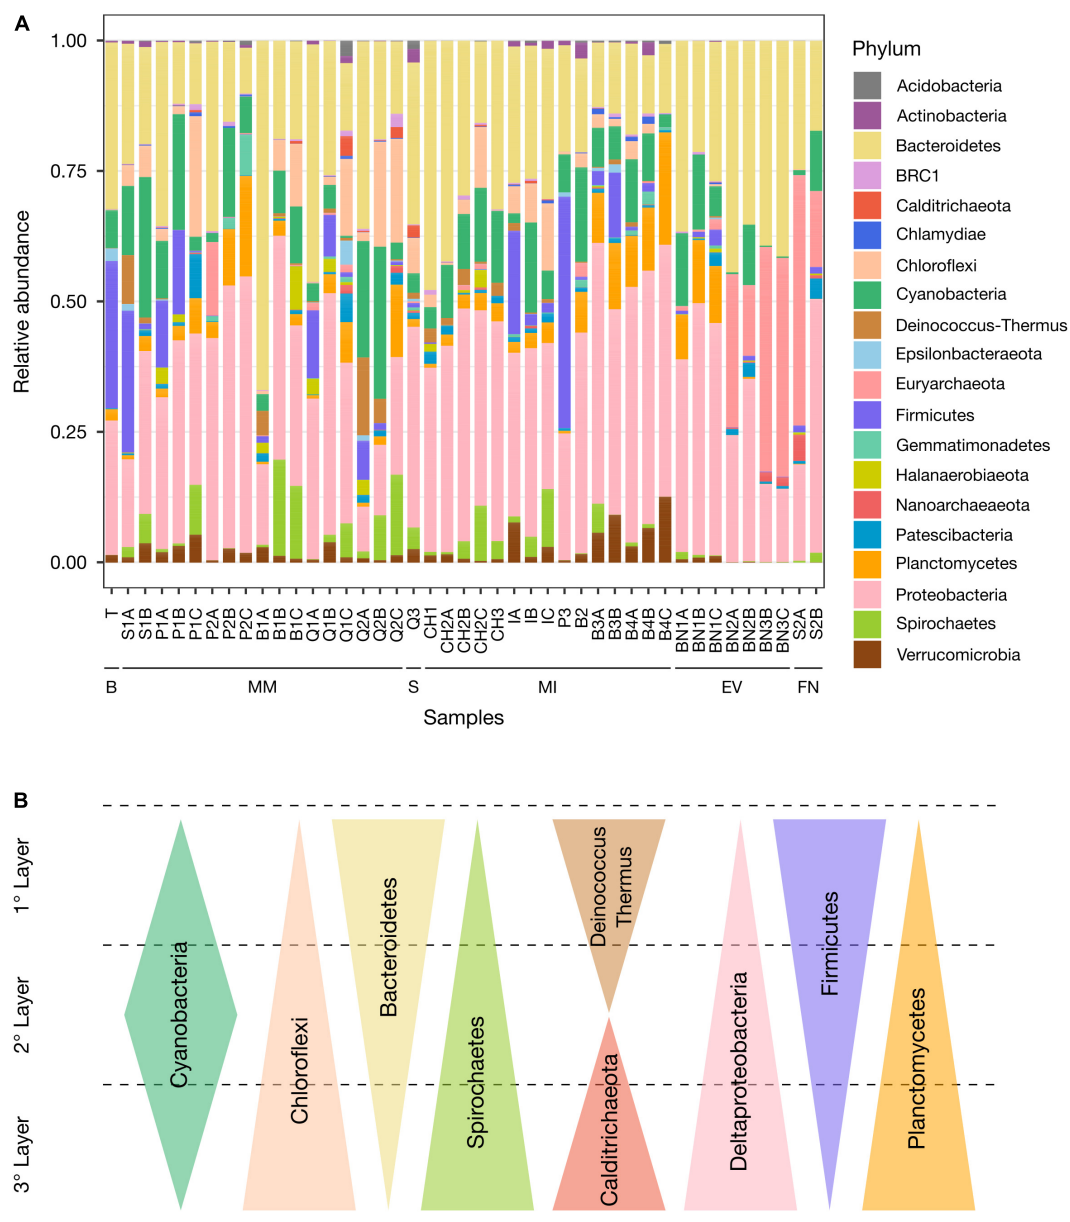 A
Relative abundance
1.00
0.75
0.50
0.25
0.00
T S1A S1B P1A P1B P1C P2A P2B P2C B1A B1B B1C Q1A Q1B Q1C Q2A Q2B Q2C Q3 CH1 CH2A CH2B CH2C CH3 IA IB IC P3 B2 B3A B3B B4A B4B B4C BN1A BN1B BN1C BN2A BN2B BN3B BN3C S2A S2B
B MM S MI EV FN
Samples
Phylum
Acidobacteria
Actinobacteria
Bacteroidetes
BRC1
Calditrichaeota
Chlamydiae
Chloroflexi
Cyanobacteria
Deinococcus-Thermus
Epsilonbacteraeota
Euryarchaeota
Firmicutes
Gemmatimonadetes
Halanaerobiaeota
Nanoarchaeaeota
Patescibacteria
Planctomycetes
Proteobacteria
Spirochaetes
Verrucomicrobia
B
1° Layer
2° Layer
3° Layer
Cyanobacteria
Chloroflexi
Bacteroidetes
Spirochaetes
Deinococcus
Thermus
Calditrichaeota
Deltaproteobacteria
Firmicutes
Planctomycetes